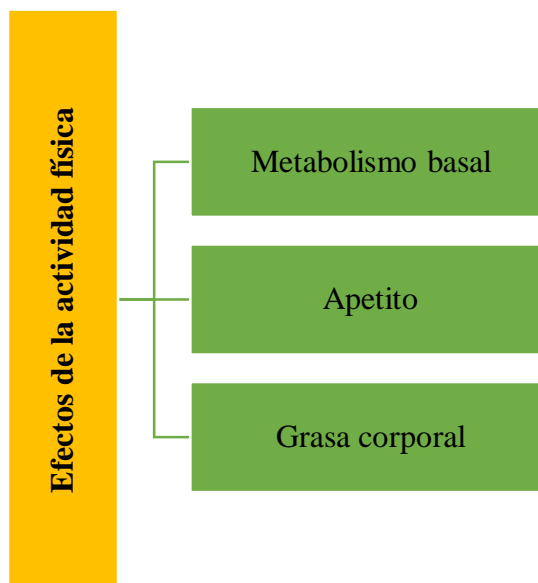 Efectos de la actividad física
Metabolismo basal
Apetito
Grasa corporal